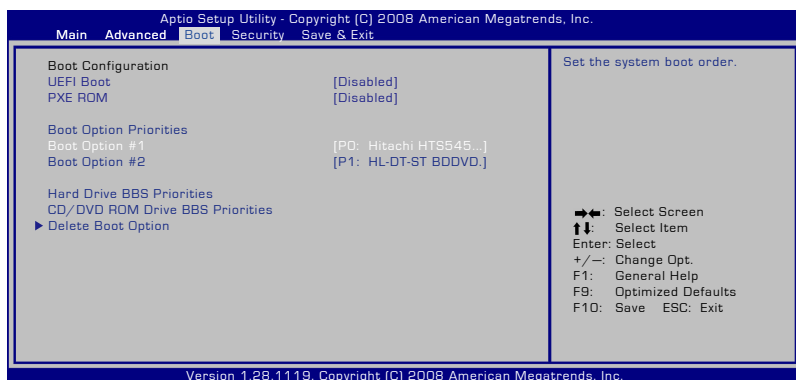 Aptio Setup Utility - Copyright (C) 2008 American Megatrends, Inc.
Main Advanced Boot Security Save & Exit
Boot Configuration
UEFI Boot [Disabled]
PXE ROM [Disabled]
Boot Option Priorities
Boot Option #1 [P0: Hitachi HTS545...]
Boot Option #2 [P1: HL-DT-ST BDDVD.]
Hard Drive BBS Priorities
CD/DVD ROM Drive BBS Priorities
▶ Delete Boot Option
Set the system boot order.
➡⬅: Select Screen
⬆⬇: Select Item
Enter: Select
+/—: Change Opt.
F1: General Help
F9: Optimized Defaults
F10: Save ESC: Exit
Version 1.28.1119. Copyright (C) 2008 American Megatrends, Inc.